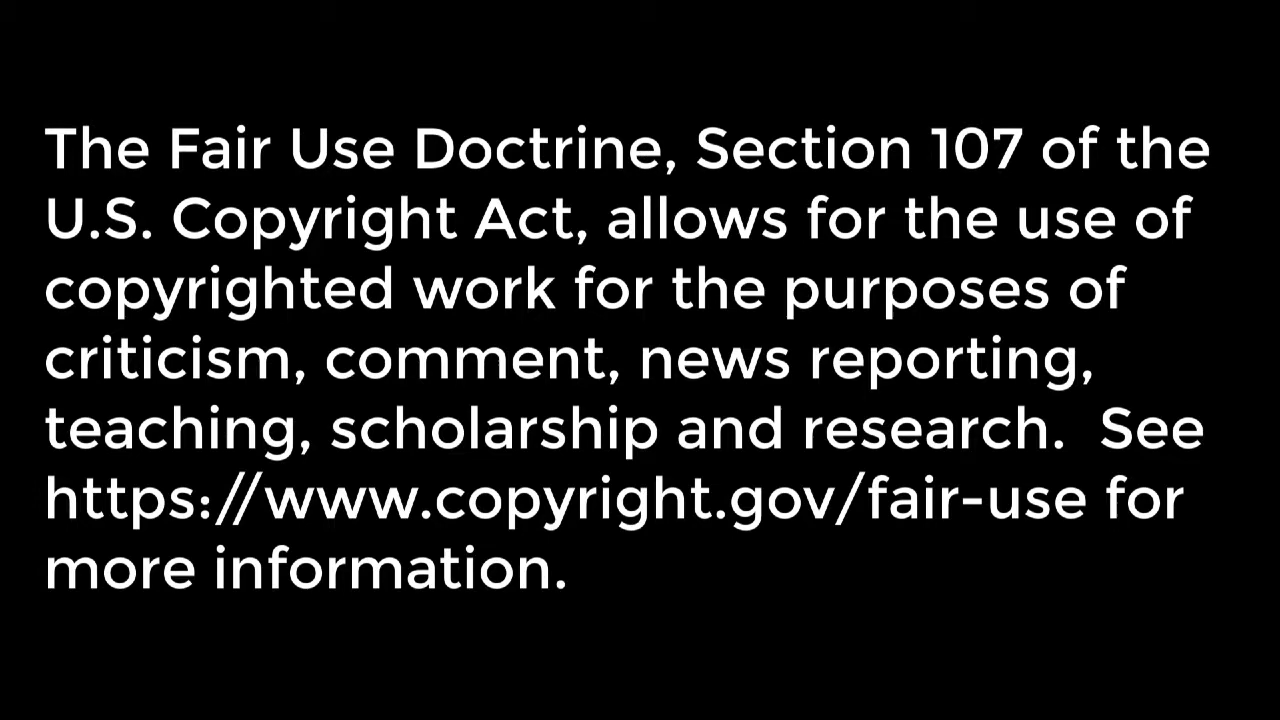 The Fair Use Doctrine, Section 107 of the
U.S. Copyright Act, allows for the use of
copyrighted work for the purposes of
criticism, comment, news reporting,
teaching, scholarship and research.  See
https://www.copyright.gov/fair-use for
more information.